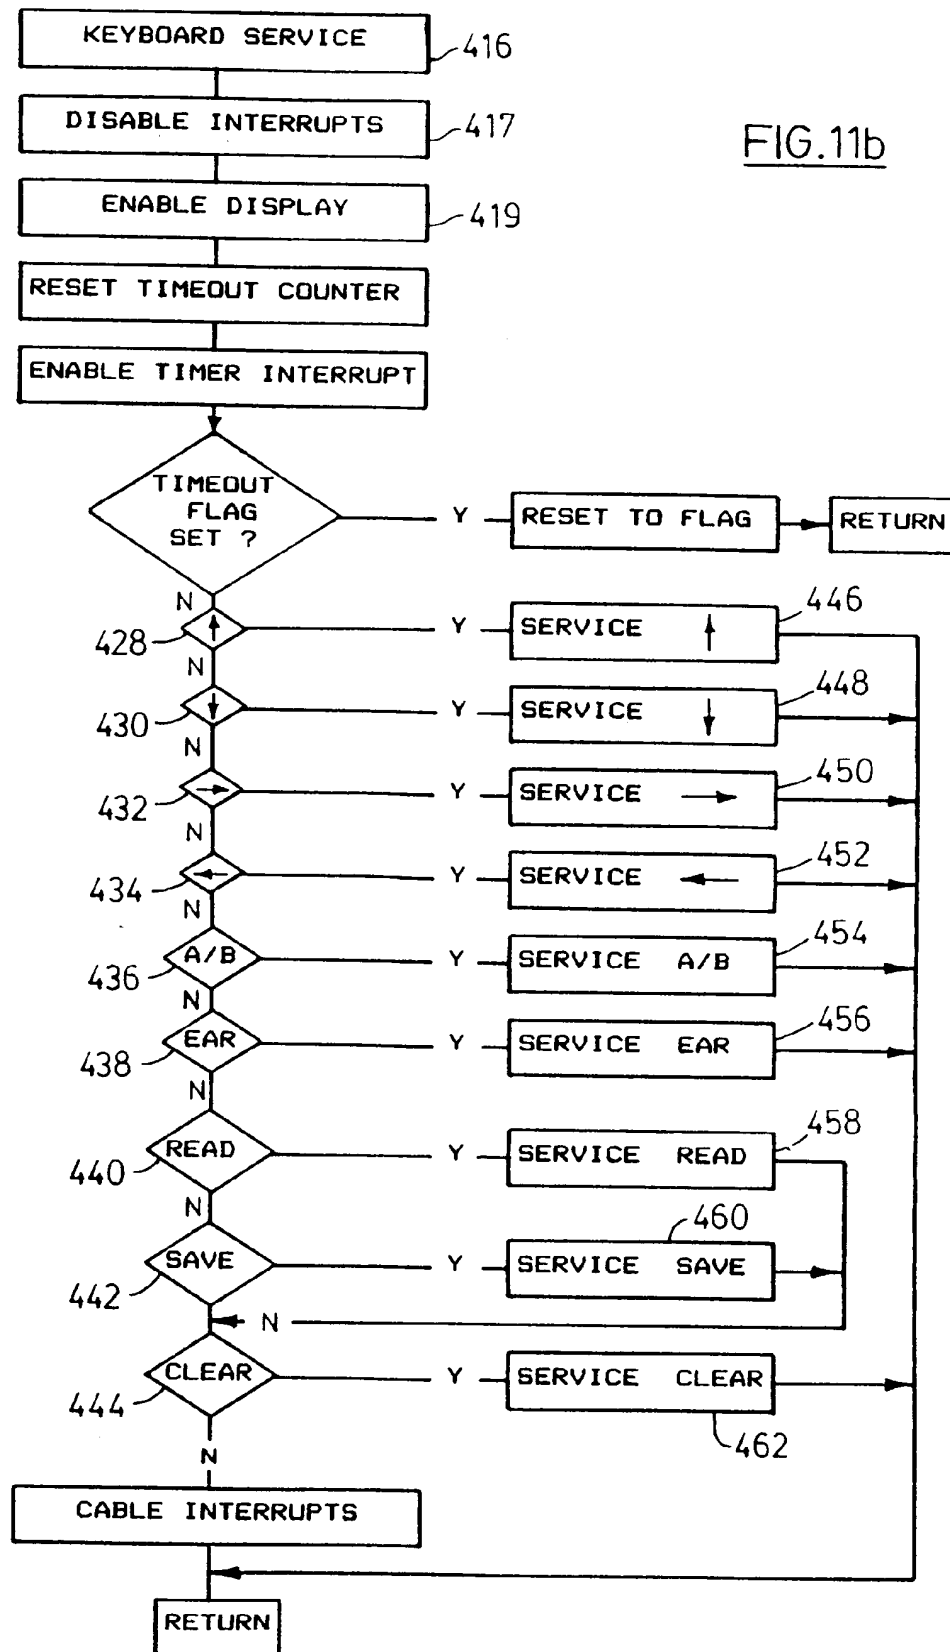 KEYBOARD SERVICE
416
DISABLE INTERRUPTS
417
FIG.11b
ENABLE DISPLAY
419
RESET TIMEOUT COUNTER
ENABLE TIMER INTERRUPT
TIMEOUT
FLAG
SET ?
Y
RESET TO FLAG
RETURN
N
428
↑
Y
SERVICE ↑
446
N
430
↓
Y
SERVICE ↓
448
N
432
→
Y
SERVICE →
450
N
434
←
Y
SERVICE ←
452
N
436
A/B
Y
SERVICE A/B
454
N
438
EAR
Y
SERVICE EAR
456
N
440
READ
Y
SERVICE READ
458
N
442
SAVE
Y
SERVICE SAVE
460
N
444
CLEAR
Y
SERVICE CLEAR
462
N
CABLE INTERRUPTS
RETURN